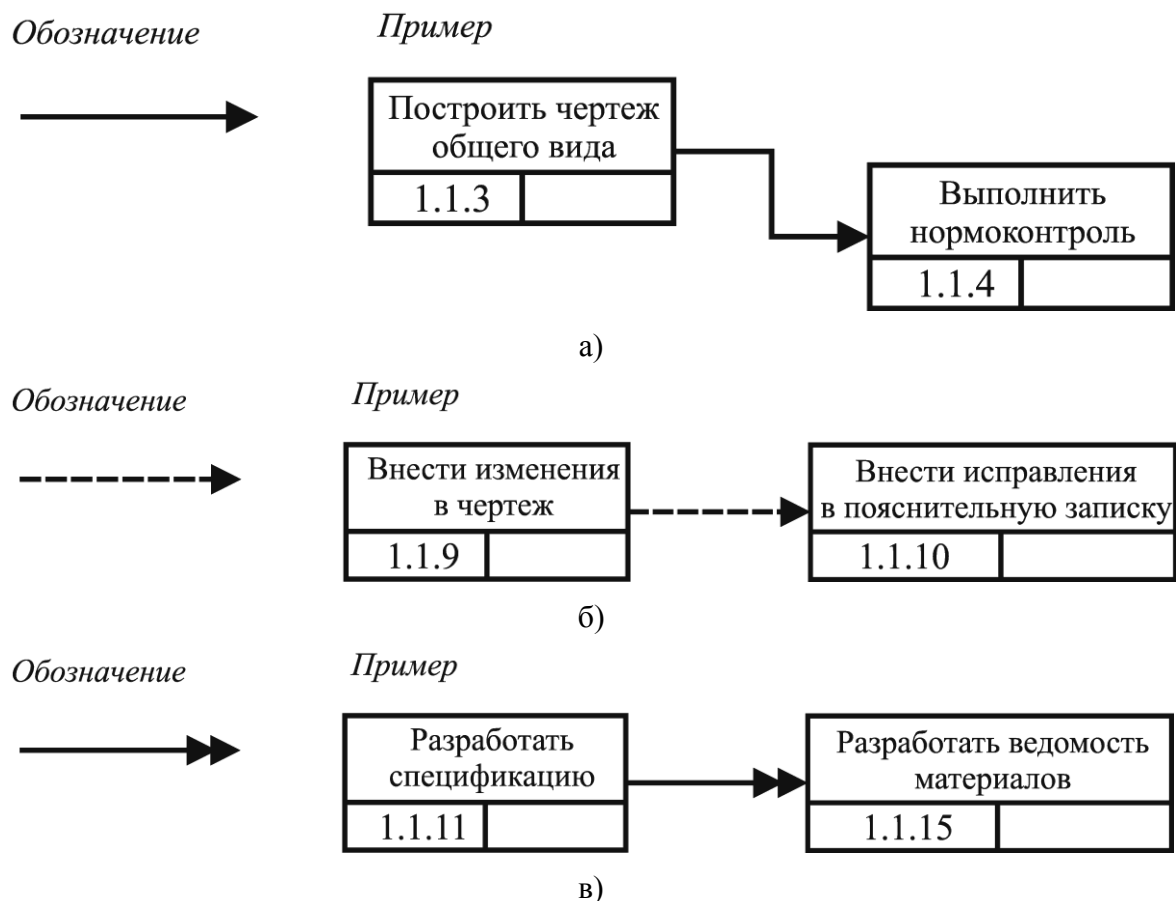 Обозначение
Пример
Построить чертеж
общего вида
1.1.3
Выполнить
нормоконтроль
1.1.4
а)
Обозначение
Пример
Внести изменения
в чертеж
1.1.9
Внести исправления
в пояснительную записку
1.1.10
б)
Обозначение
Пример
Разработать
спецификацию
1.1.11
Разработать ведомость
материалов
1.1.15
в)